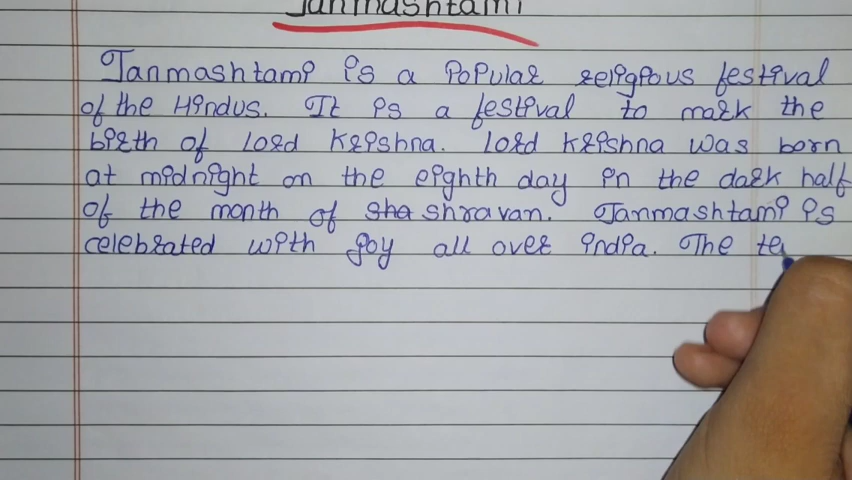 Janmashtami
Janmashtami is a Popular religious festival
of the Hindus. It is a festival to mark the
birth of Lord Krishna. Lord Krishna was born
at midnight on the eighth day in the dark half
of the month of sha shravan. Janmashtami is
celebrated with joy all over india. The te